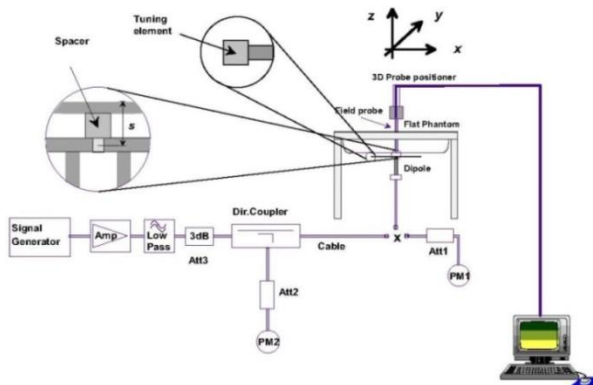 Tuning
element
Spacer
s
z
y
x
3D Probe positioner
Field probe
Flat Phantom
Dipole
Signal
Generator
Amp
Low
Pass
3dB
Att3
Dir.Coupler
Cable
x
Att1
PM1
Att2
PM2